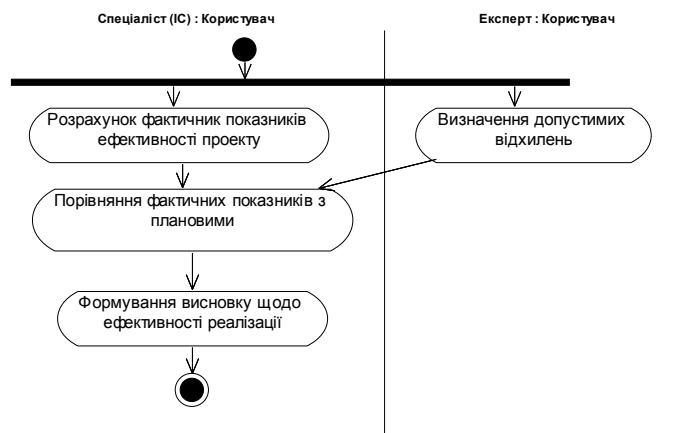 Спеціаліст (ІС) : Користувач
Експерт : Користувач
Розрахунок фактичник показників
ефективності проекту
Визначення допустимих
відхилень
Порівняння фактичних показників з
плановими
Формування висновку щодо
ефективності реалізації